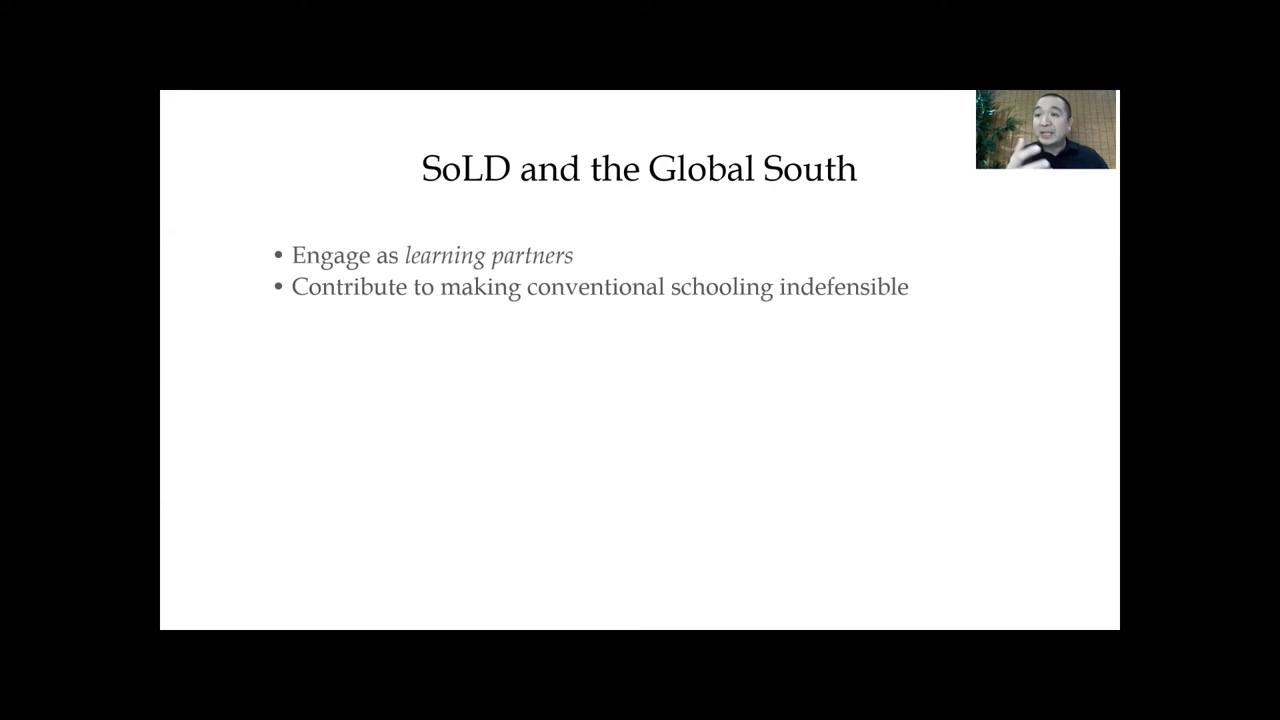 SoLD and the Global South
• Engage as learning partners
• Contribute to making conventional schooling indefensible